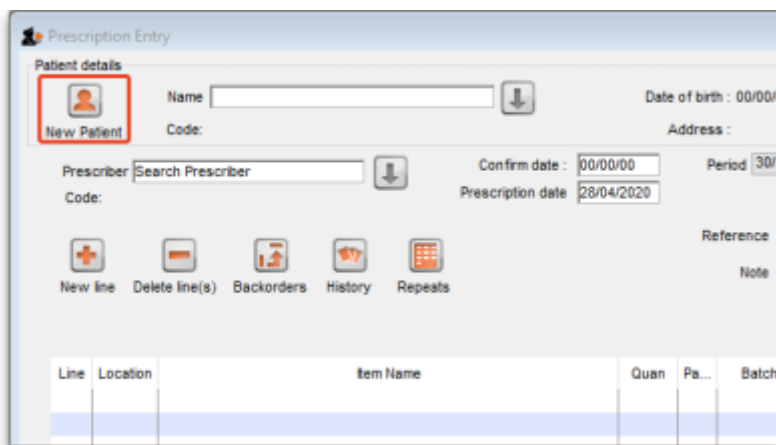 Prescription Entry
Patient details
New Patient
Name
Date of birth : 00/00/
Code:
Address :
Prescriber Search Prescriber
Confirm date : 00/00/00
Period 30/
Code:
Prescription date 28/04/2020
Reference
New line Delete line(s) Backorders History Repeats
Note
Line Location Item Name Quan Pa... Batch